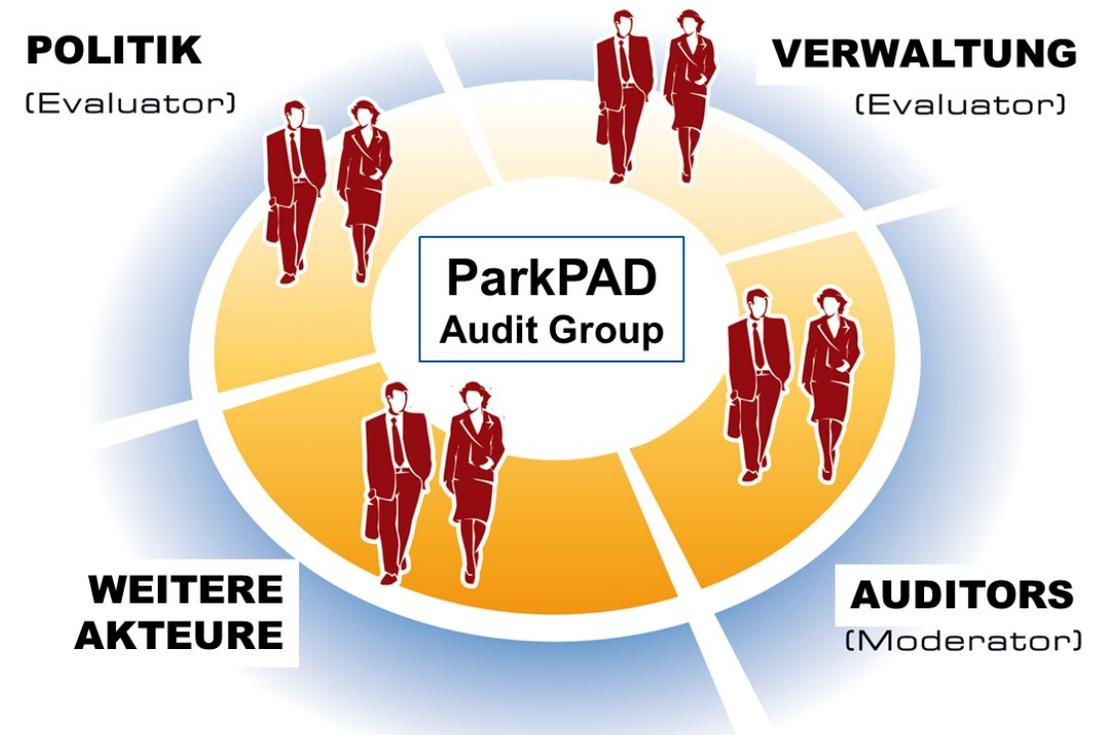 POLITIK
(Evaluator)
VERWALTUNG
(Evaluator)
ParkPAD
Audit Group
WEITERE
AKTEURE
AUDITORS
(Moderator)